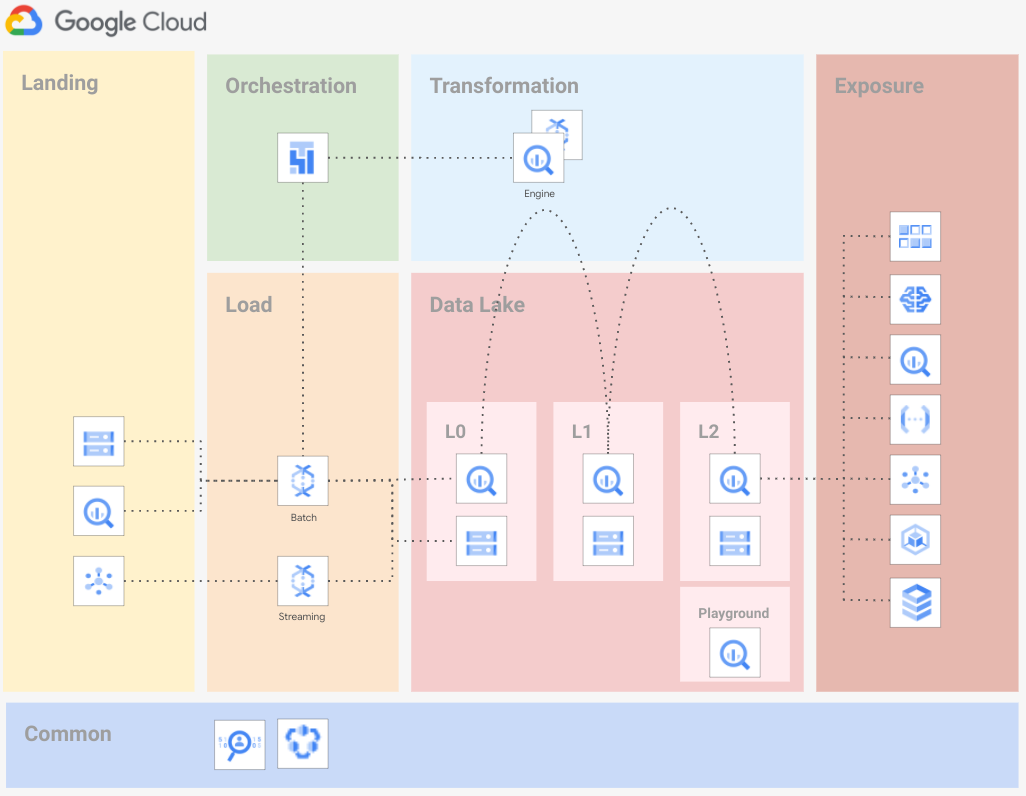 Google Cloud
Landing
Orchestration
Transformation
Exposure
Engine
Load
Data Lake
L0
L1
L2
Batch
Streaming
Playground
Common